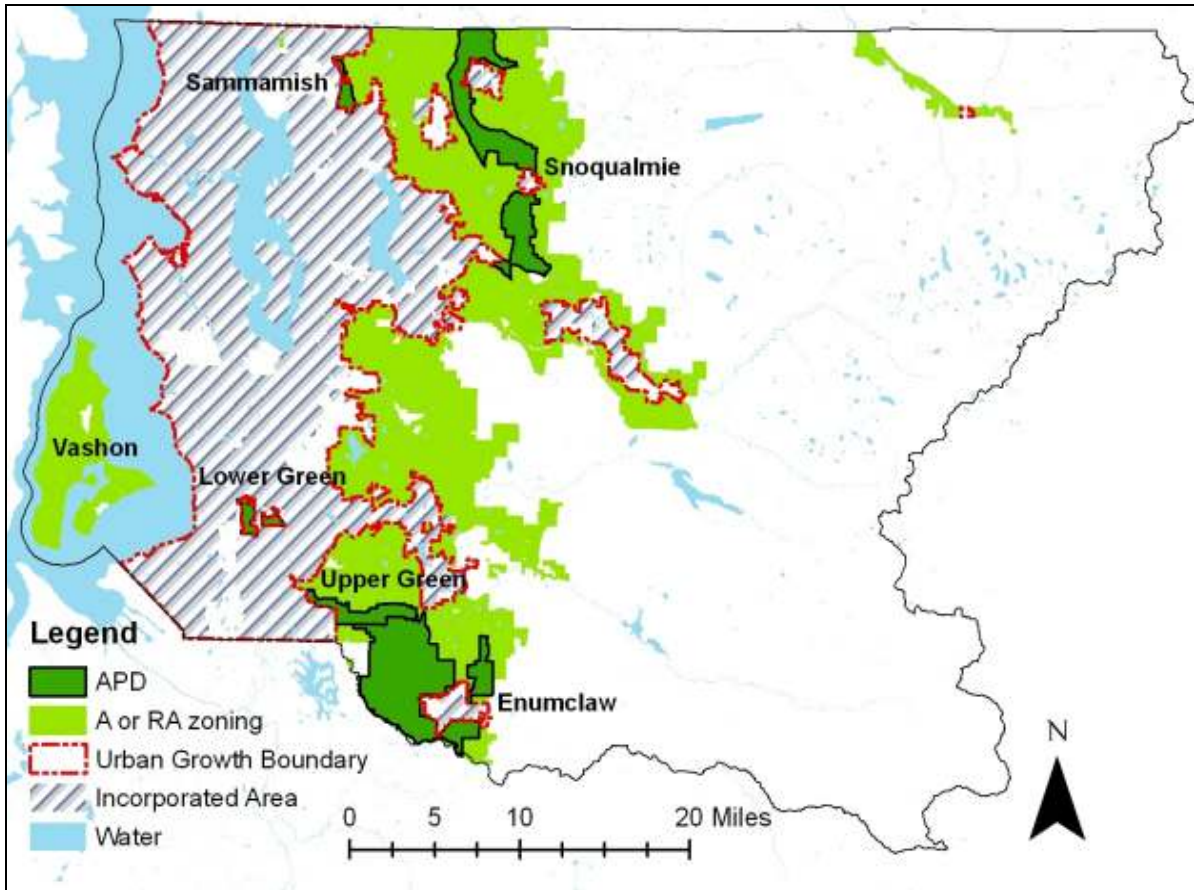 Sammamish
Snoqualmie
Vashon
Lower Green
Upper Green
Enumclaw
Legend
APD
A or RA zoning
Urban Growth Boundary
Incorporated Area
Water
0 5 10 20 Miles
N